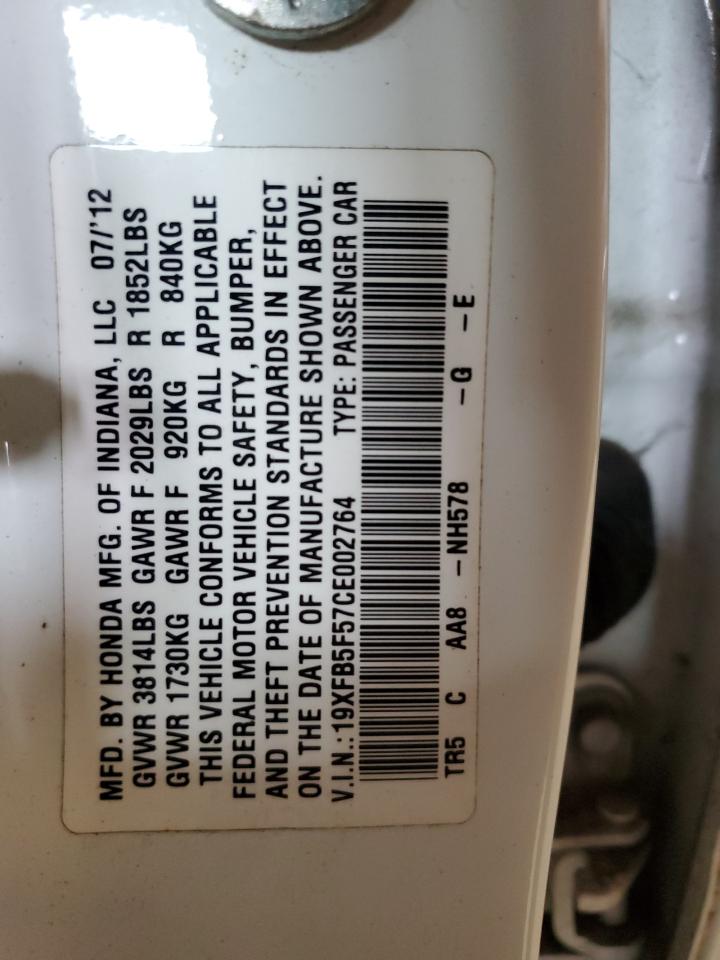 MFD. BY HONDA MFG. OF INDIANA, LLC 07/'12
GVWR 3814LBS GAWR F 2029LBS R 1852LBS
GVWR 1730KG GAWR F 920KG R 840KG
THIS VEHICLE CONFORMS TO ALL APPLICABLE
FEDERAL MOTOR VEHICLE SAFETY, BUMPER,
AND THEFT PREVENTION STANDARDS IN EFFECT
ON THE DATE OF MANUFACTURE SHOWN ABOVE.
V.I.N.:19XFB5F57CE002764 TYPE: PASSENGER CAR
TR5 C AA8 -NH578 -G -E